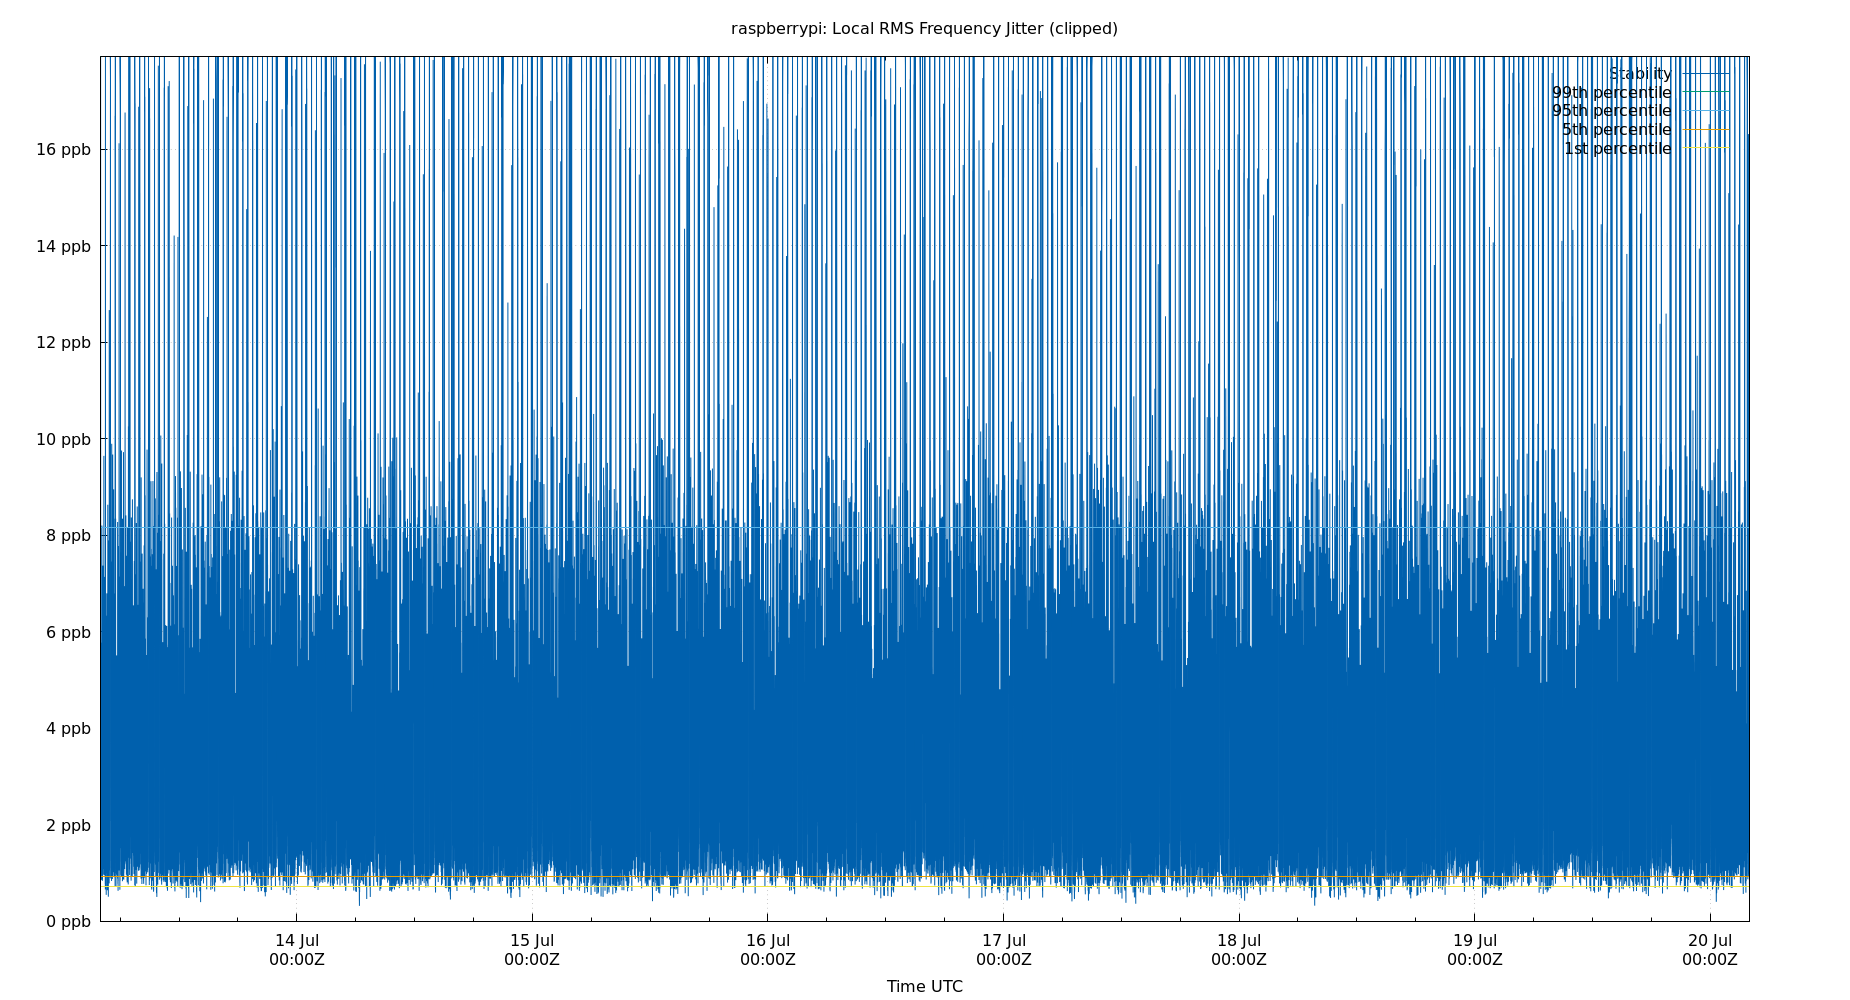 raspberrypi: Local RMS Frequency Jitter (clipped)
Stability
99th percentile
95th percentile
5th percentile
1st percentile
16 ppb
14 ppb
12 ppb
10 ppb
8 ppb
6 ppb
4 ppb
2 ppb
0 ppb
14 Jul 15 Jul 16 Jul 17 Jul 18 Jul 19 Jul 20 Jul
00:00Z 00:00Z 00:00Z 00:00Z 00:00Z 00:00Z 00:00Z
Time UTC